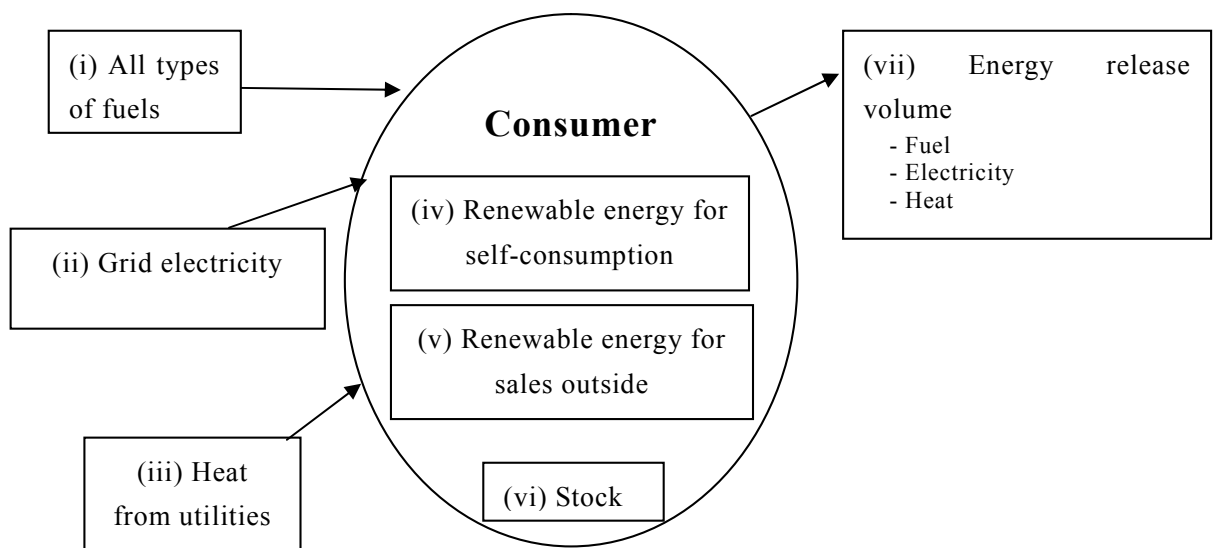 (i) All types
of fuels
(ii) Grid electricity
(iii) Heat
from utilities
Consumer
(iv) Renewable energy for
self-consumption
(v) Renewable energy for
sales outside
(vi) Stock
(vii) Energy release
volume
- Fuel
- Electricity
- Heat